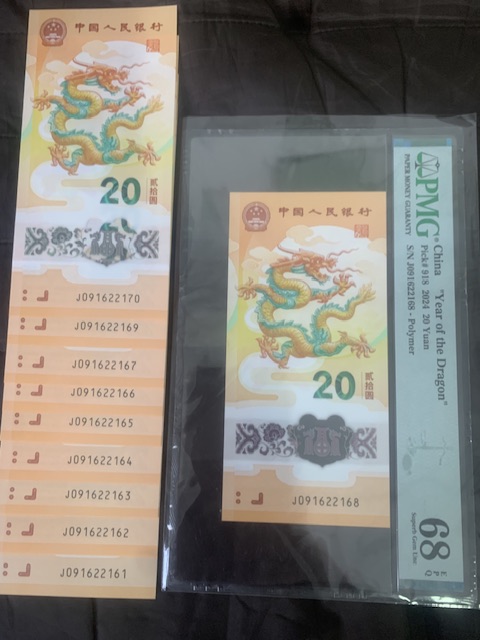 中国人民银行
20
贰拾圆
J091622170
J091622169
J091622167
J091622166
J091622165
J091622164
J091622163
J091622162
J091622161
中国人民银行
20
贰拾圆
J091622168
PMG
PAPER MONEY GUARANTY
China "Year of the Dragon"
Pick# 918 2024 20 Yuan
S/N J091622168 - Polymer
68 EPQ
Superb Gem Unc